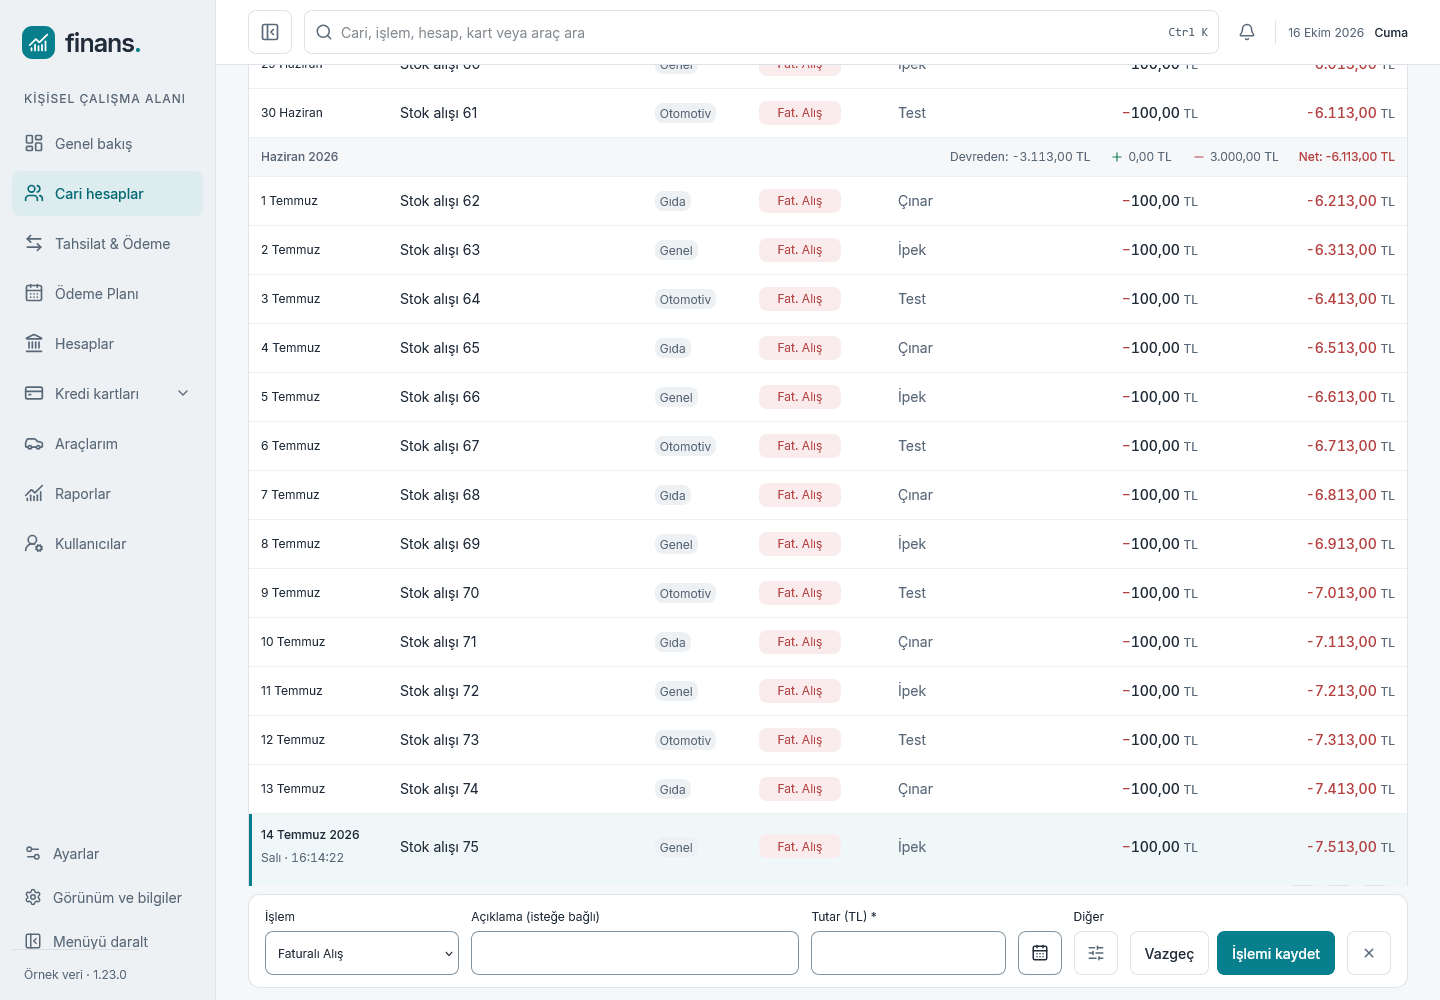 finans.
KİŞİSEL ÇALIŞMA ALANI
Genel bakış
Cari hesaplar
Tahsilat & Ödeme
Ödeme Planı
Hesaplar
Kredi kartları
Araçlarım
Raporlar
Kullanıcılar
Ayarlar
Görünüm ve bilgiler
Menüyü daralt
Örnek veri · 1.23.0
Cari, işlem, hesap, kart veya araç ara Ctrl K
16 Ekim 2026 Cuma
30 Haziran Stok alışı 61 Otomotiv Fat. Alış Test −100,00 TL -6.113,00 TL
Haziran 2026 Devreden: -3.113,00 TL + 0,00 TL − 3.000,00 TL Net: -6.113,00 TL
1 Temmuz Stok alışı 62 Gıda Fat. Alış Çınar −100,00 TL -6.213,00 TL
2 Temmuz Stok alışı 63 Genel Fat. Alış İpek −100,00 TL -6.313,00 TL
3 Temmuz Stok alışı 64 Otomotiv Fat. Alış Test −100,00 TL -6.413,00 TL
4 Temmuz Stok alışı 65 Gıda Fat. Alış Çınar −100,00 TL -6.513,00 TL
5 Temmuz Stok alışı 66 Genel Fat. Alış İpek −100,00 TL -6.613,00 TL
6 Temmuz Stok alışı 67 Otomotiv Fat. Alış Test −100,00 TL -6.713,00 TL
7 Temmuz Stok alışı 68 Gıda Fat. Alış Çınar −100,00 TL -6.813,00 TL
8 Temmuz Stok alışı 69 Genel Fat. Alış İpek −100,00 TL -6.913,00 TL
9 Temmuz Stok alışı 70 Otomotiv Fat. Alış Test −100,00 TL -7.013,00 TL
10 Temmuz Stok alışı 71 Gıda Fat. Alış Çınar −100,00 TL -7.113,00 TL
11 Temmuz Stok alışı 72 Genel Fat. Alış İpek −100,00 TL -7.213,00 TL
12 Temmuz Stok alışı 73 Otomotiv Fat. Alış Test −100,00 TL -7.313,00 TL
13 Temmuz Stok alışı 74 Gıda Fat. Alış Çınar −100,00 TL -7.413,00 TL
14 Temmuz 2026
Salı · 16:14:22 Stok alışı 75 Genel Fat. Alış İpek −100,00 TL -7.513,00 TL
İşlem Açıklama (isteğe bağlı) Tutar (TL) * Diğer
Faturalı Alış Vazgeç İşlemi kaydet